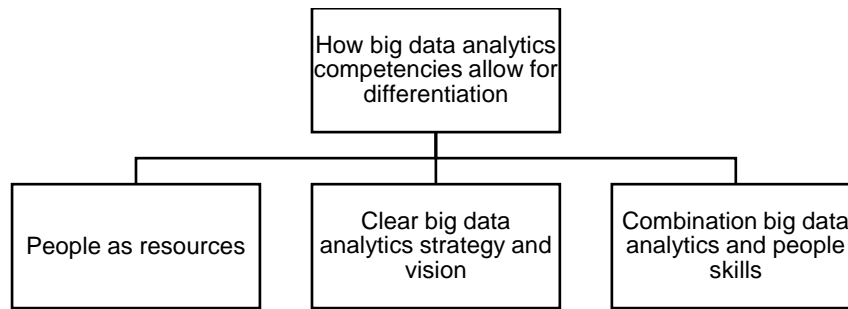 How big data analytics
competencies allow for
differentiation
People as resources
Clear big data
analytics strategy and
vision
Combination big data
analytics and people
skills